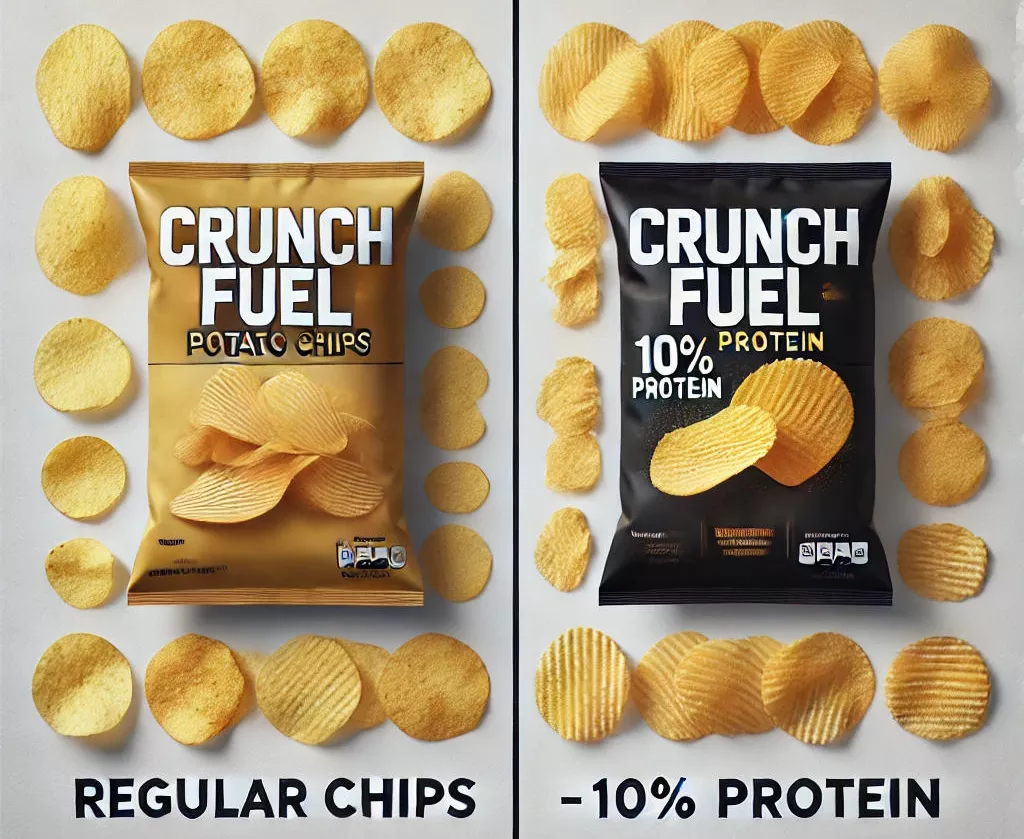 CRUNCH
FUEL
POTATO CHIPS
REGULAR CHIPS
CRUNCH
FUEL
10% PROTEIN
PROTEIN
-10% PROTEIN